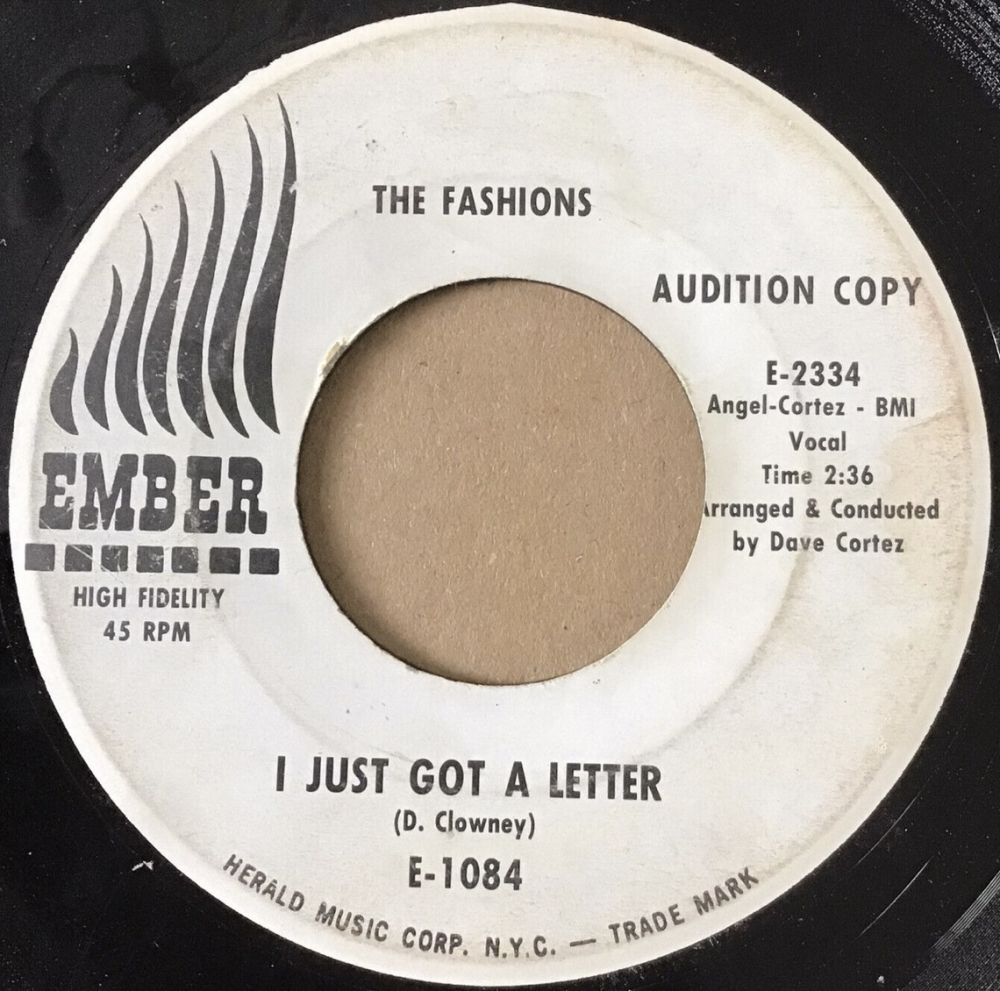 THE FASHIONS
AUDITION COPY
E-2334
Angel-Cortez - BMI
Vocal
Time 2:36
Arranged & Conducted
by Dave Cortez
EMBER
HIGH FIDELITY
45 RPM
I JUST GOT A LETTER
(D. Clowney)
E-1084
HERALD MUSIC CORP. N.Y.C. — TRADE MARK